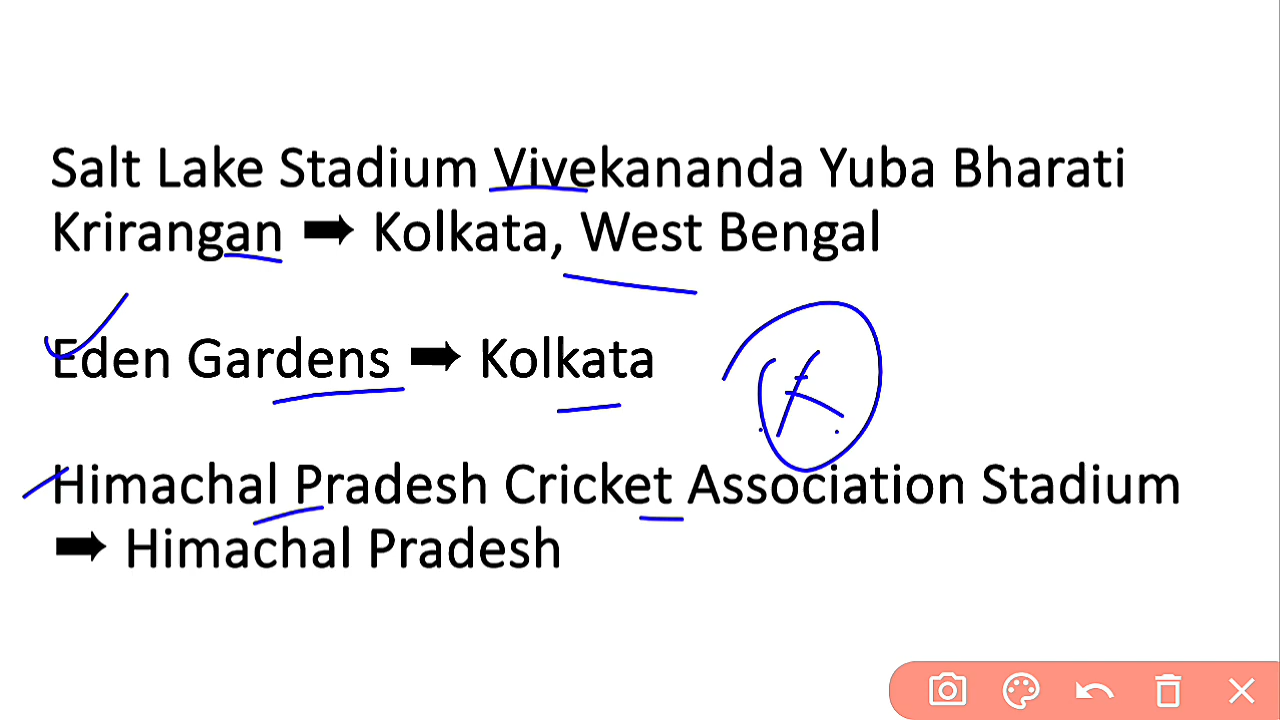 Salt Lake Stadium Vivekananda Yuba Bharati
Krirangan ➡ Kolkata, West Bengal
Eden Gardens ➡ Kolkata
Himachal Pradesh Cricket Association Stadium
➡ Himachal Pradesh